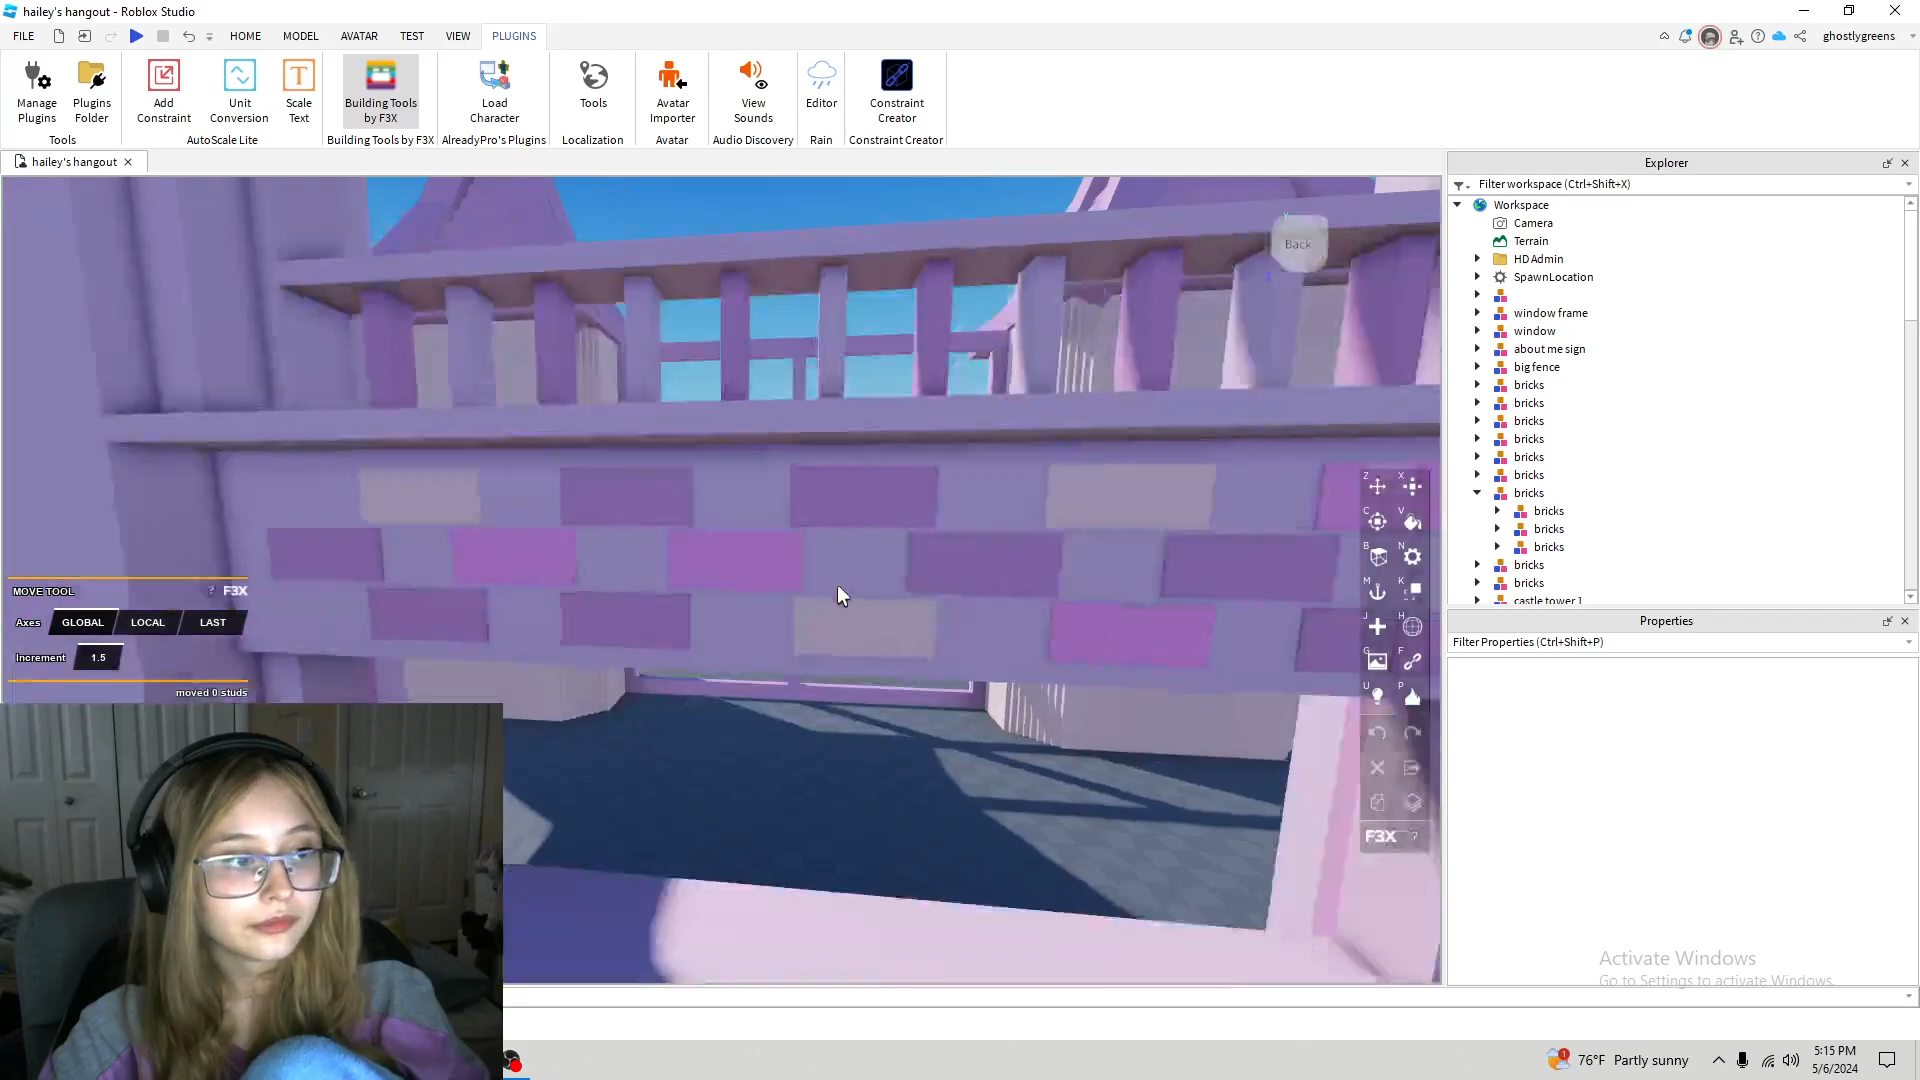 hailey's hangout - Roblox Studio
FILE
HOME
MODEL
AVATAR
TEST
VIEW
PLUGINS
ghostlygreens
Manage Plugins
Plugins Folder
Add Constraint
Unit Conversion
Scale Text
Building Tools by F3X
Load Character
Tools
Avatar Importer
View Sounds
Editor
Constraint Creator
Tools
AutoScale Lite
Building Tools by F3X
AlreadyPro's Plugins
Localization
Avatar
Audio Discovery
Rain
Constraint Creator
hailey's hangout
Back
MOVE TOOL
? F3X
Axes GLOBAL LOCAL LAST
Increment 1.5
moved 0 studs
Z X
C V
B N
M K
J H
G F
U P
F3X ?
Explorer
Filter workspace (Ctrl+Shift+X)
Workspace
Camera
Terrain
HD Admin
SpawnLocation
window frame
window
about me sign
big fence
bricks
bricks
bricks
bricks
bricks
bricks
bricks
bricks
bricks
bricks
bricks
bricks
castle tower 1
Properties
Filter Properties (Ctrl+Shift+P)
Activate Windows
Go to Settings to activate Windows.
1
76°F Partly sunny
5:15 PM
5/6/2024